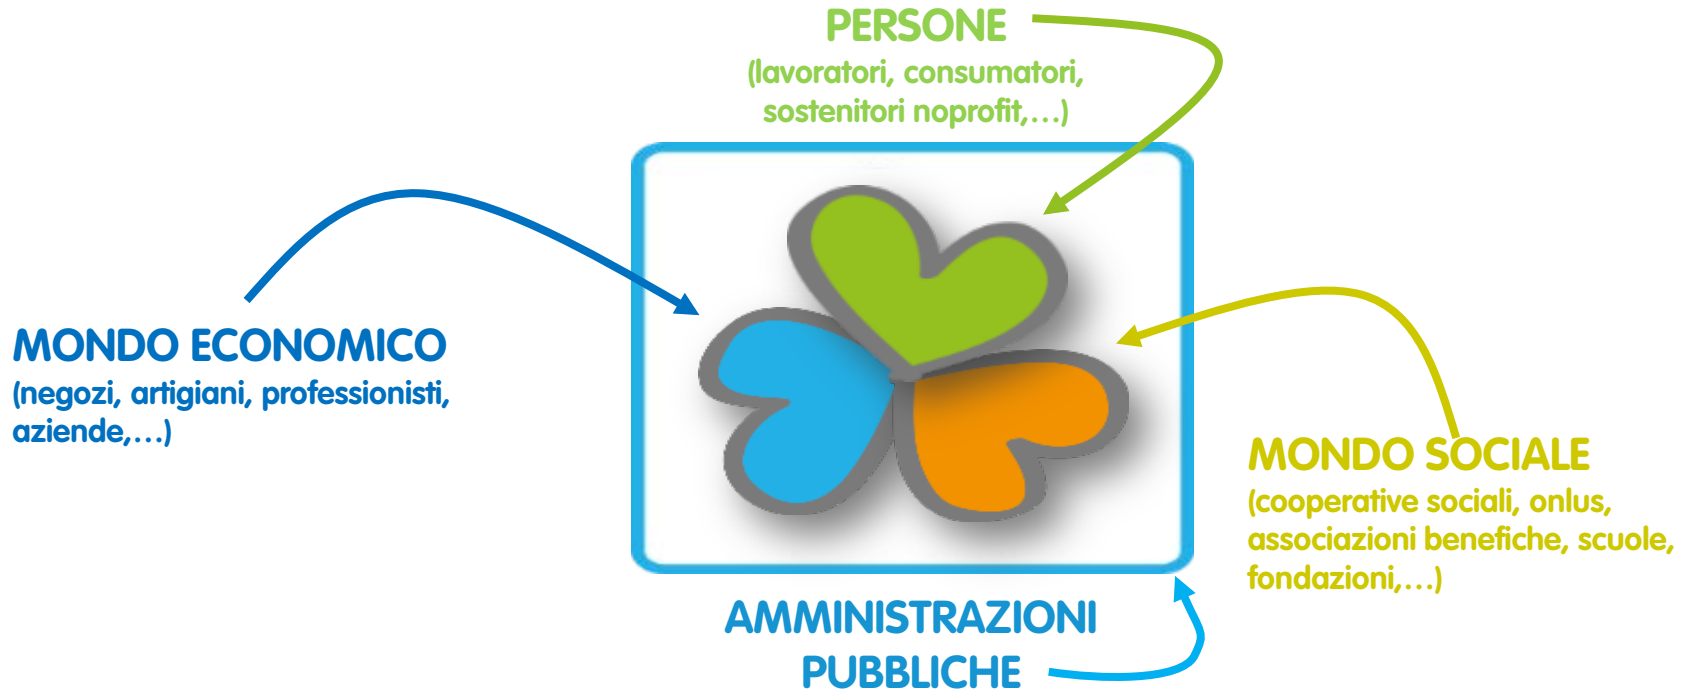 PERSONE
(lavoratori, consumatori,
sostenitori noprofit,...)
MONDO ECONOMICO
(negozi, artigiani, professionisti,
aziende,...)
MONDO SOCIALE
(cooperative sociali, onlus,
associazioni benefiche, scuole,
fondazioni,...)
AMMINISTRAZIONI
PUBBLICHE